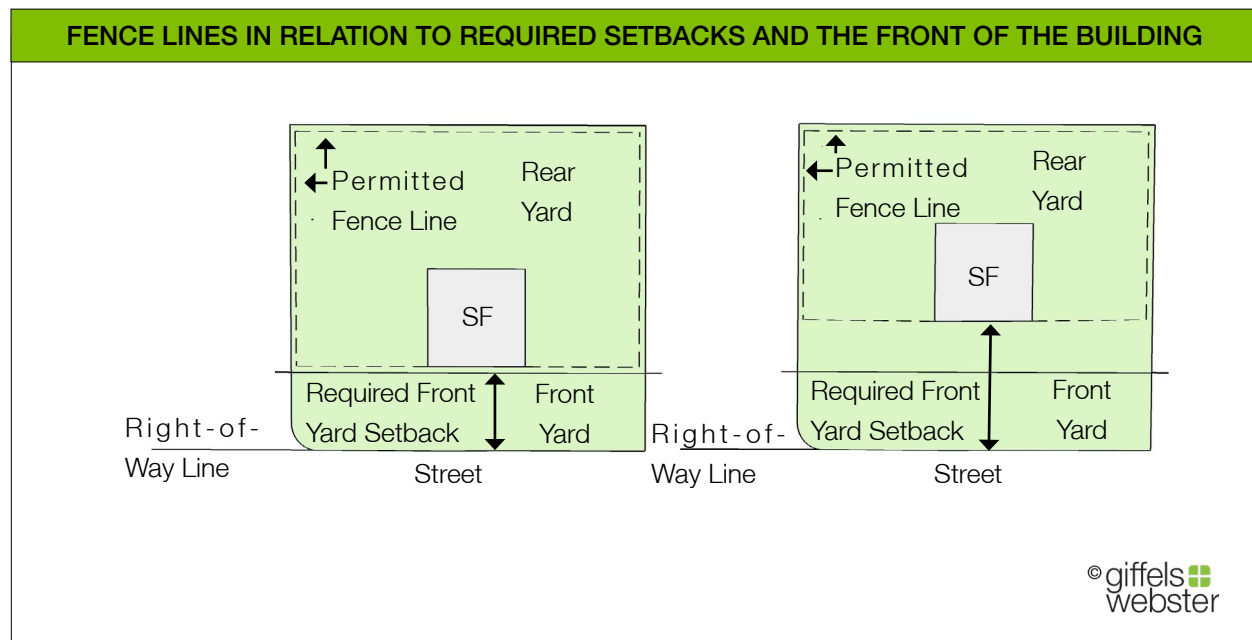 FENCE LINES IN RELATION TO REQUIRED SETBACKS AND THE FRONT OF THE BUILDING
Permitted
Fence Line
Rear
Yard
SF
Required Front
Yard Setback
Front
Yard
Right-of-
Way Line
Street
Permitted
Fence Line
Rear
Yard
SF
Required Front
Yard Setback
Front
Yard
Right-of-
Way Line
Street
© giffels
webster